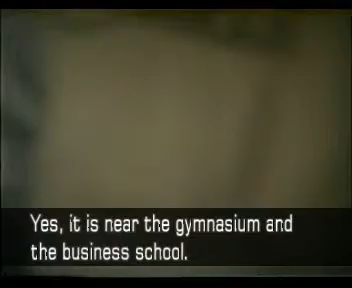 Yes, it is near the gymnasium and
the business school.